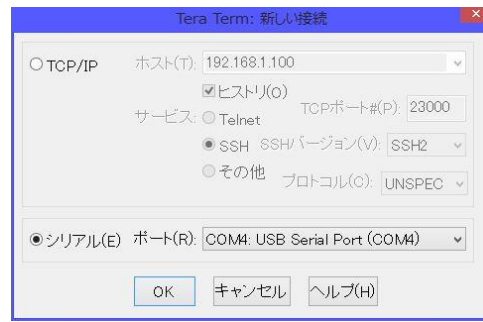 Tera Term: 新しい接続
TCP/IP ホスト(T): 192.168.1.100
ヒストリ(O)
サービス: Telnet TCPポート#(P): 23000
SSH SSHバージョン(V): SSH2
その他 プロトコル(C): UNSPEC
シリアル(E) ポート(R): COM4: USB Serial Port (COM4)
OK キャンセル ヘルプ(H)